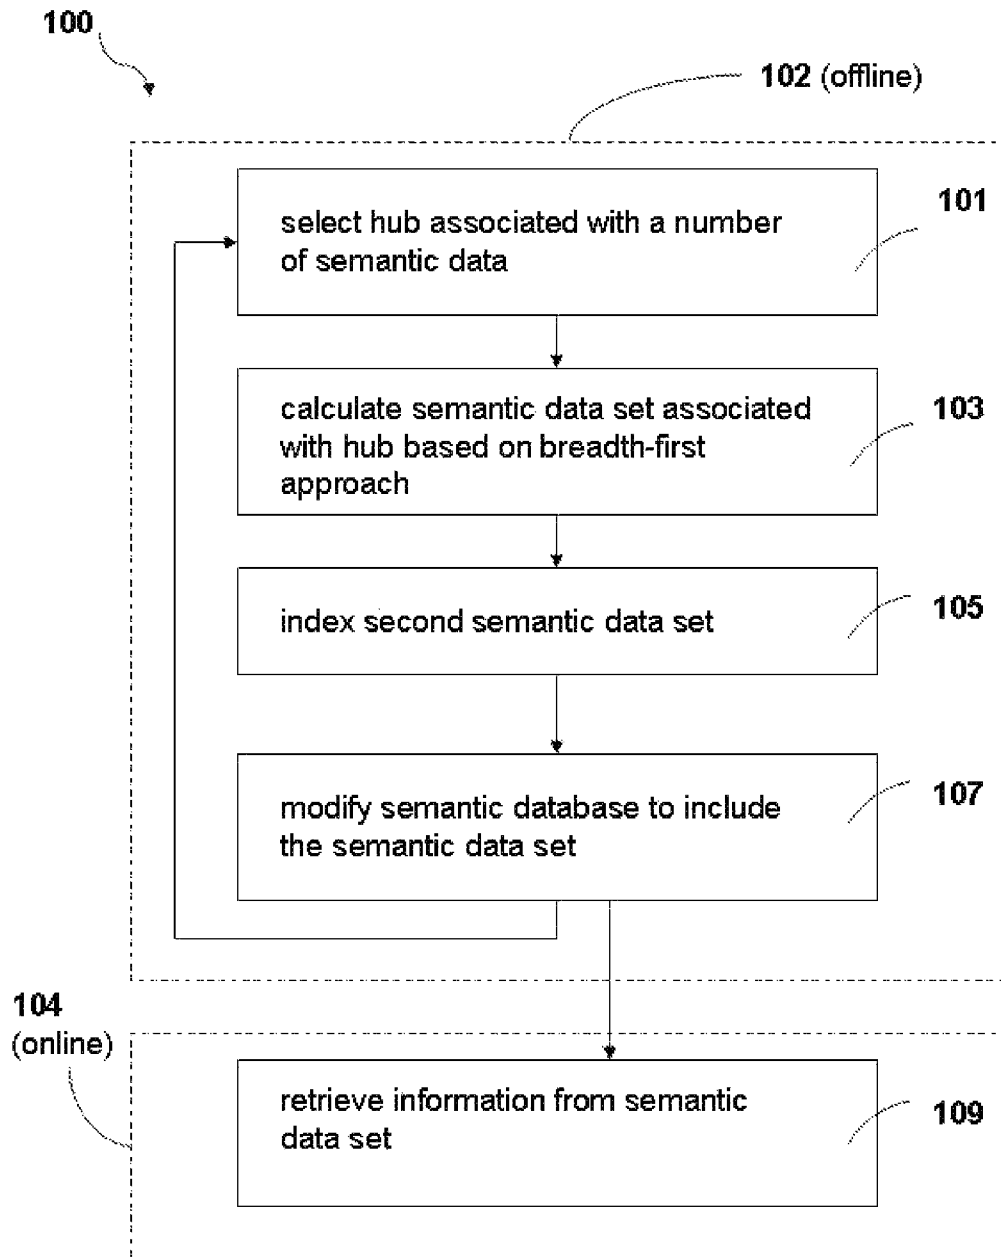 100
102 (offline)
select hub associated with a number
of semantic data
101
calculate semantic data set associated
with hub based on breadth-first
approach
103
index second semantic data set
105
modify semantic database to include
the semantic data set
107
104
(online)
retrieve information from semantic
data set
109